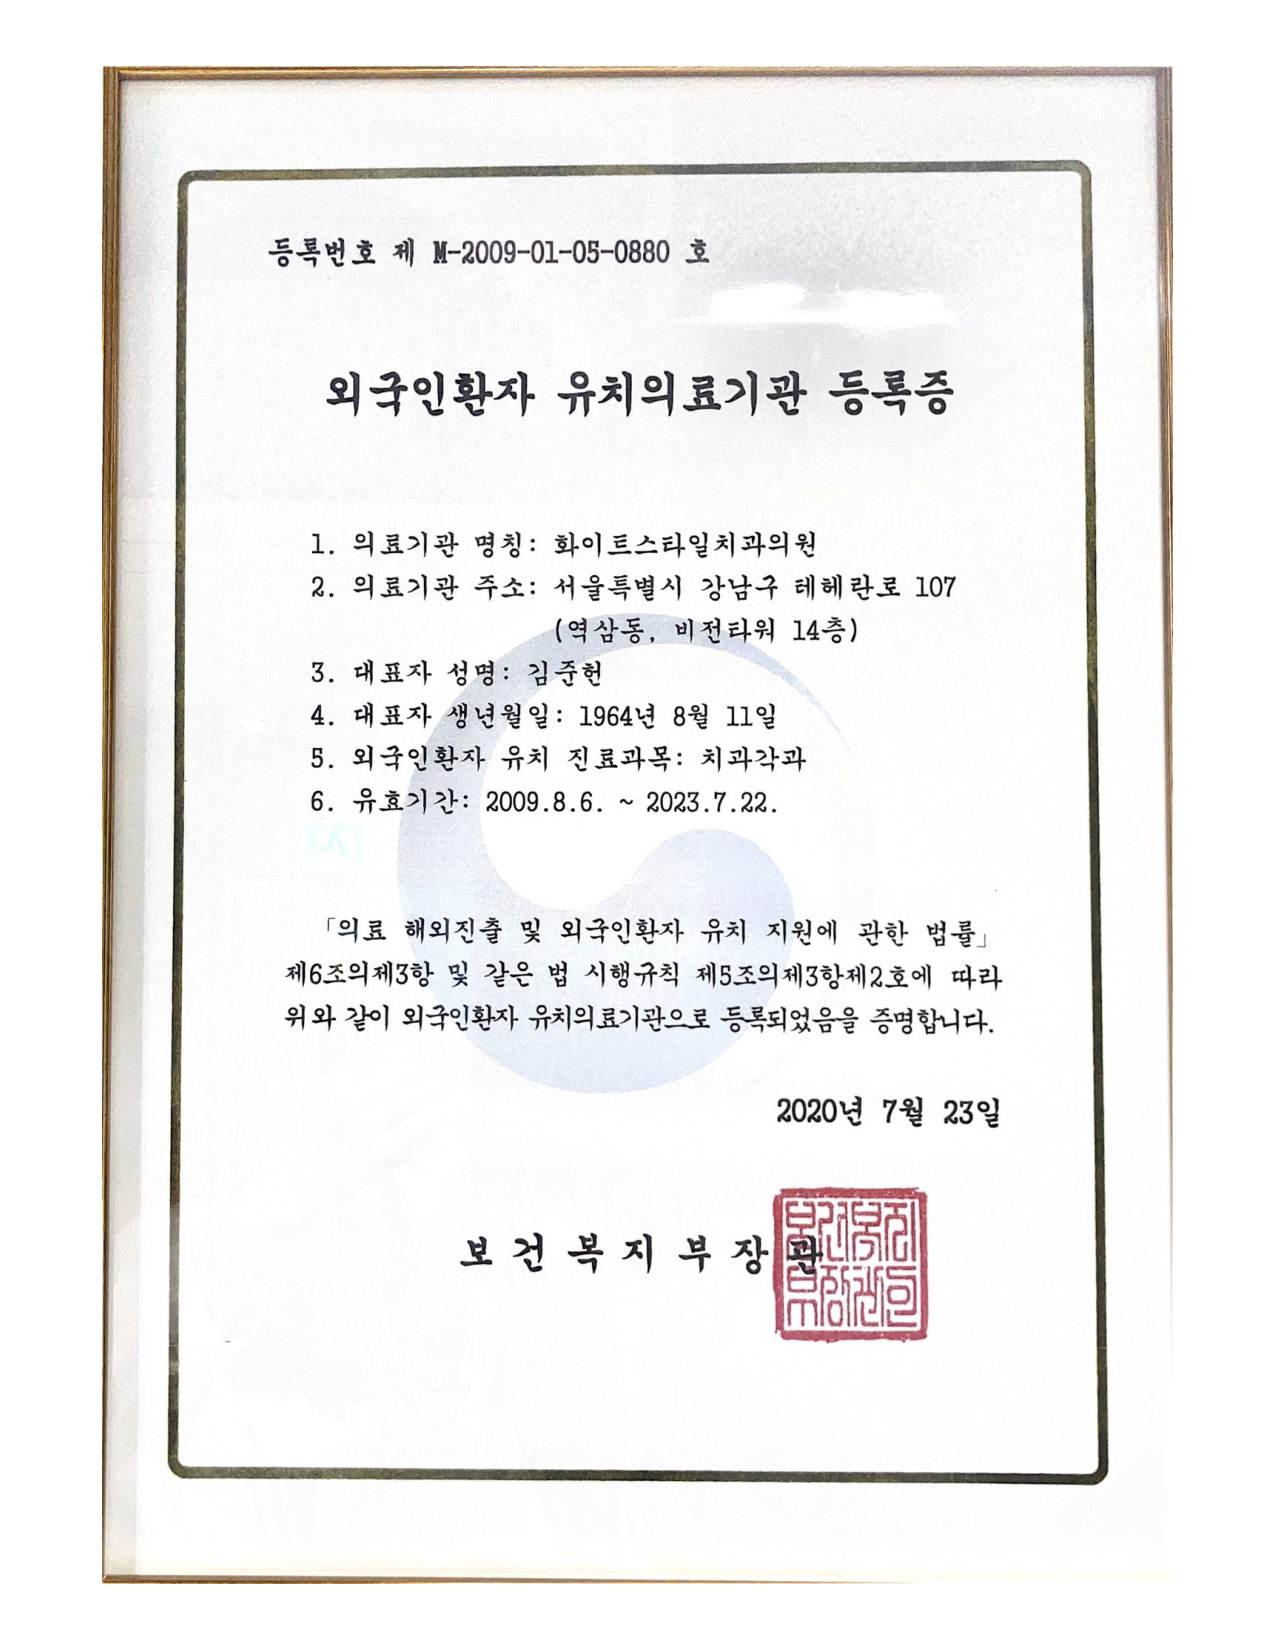 등록번호 제 M-2009-01-05-0880 호
외국인환자 유치의료기관 등록증
1. 의료기관 명칭: 화이트스타일치과의원
2. 의료기관 주소: 서울특별시 강남구 테헤란로 107
(역삼동, 비전타워 14층)
3. 대표자 성명: 김준헌
4. 대표자 생년월일: 1964년 8월 11일
5. 외국인환자 유치 진료과목: 치과각과
6. 유효기간: 2009.8.6. ~ 2023.7.22.
「의료 해외진출 및 외국인환자 유치 지원에 관한 법률」
제6조의제3항 및 같은 법 시행규칙 제5조의제3항제2호에 따라
위와 같이 외국인환자 유치의료기관으로 등록되었음을 증명합니다.
2020년 7월 23일
보건복지부장관